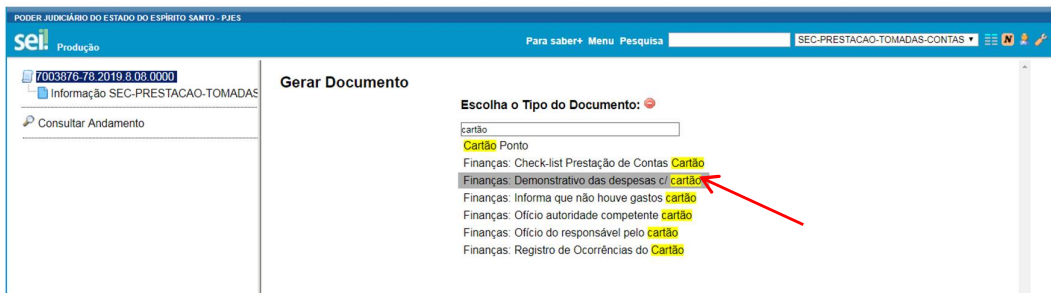 PODER JUDICIÁRIO DO ESTADO DO ESPÍRITO SANTO - PJES
sei! Produção
Para saber+ Menu Pesquisa
SEC-PRESTACAO-TOMADAS-CONTAS
N
7003876-78.2019.8.08.0000
Informação SEC-PRESTACAO-TOMADAS
Consultar Andamento
Gerar Documento
Escolha o Tipo do Documento:
cartão
Cartão Ponto
Finanças: Check-list Prestação de Contas Cartão
Finanças: Demonstrativo das despesas c/ cartão
Finanças: Informa que não houve gastos cartão
Finanças: Ofício autoridade competente cartão
Finanças: Ofício do responsável pelo cartão
Finanças: Registro de Ocorrências do Cartão